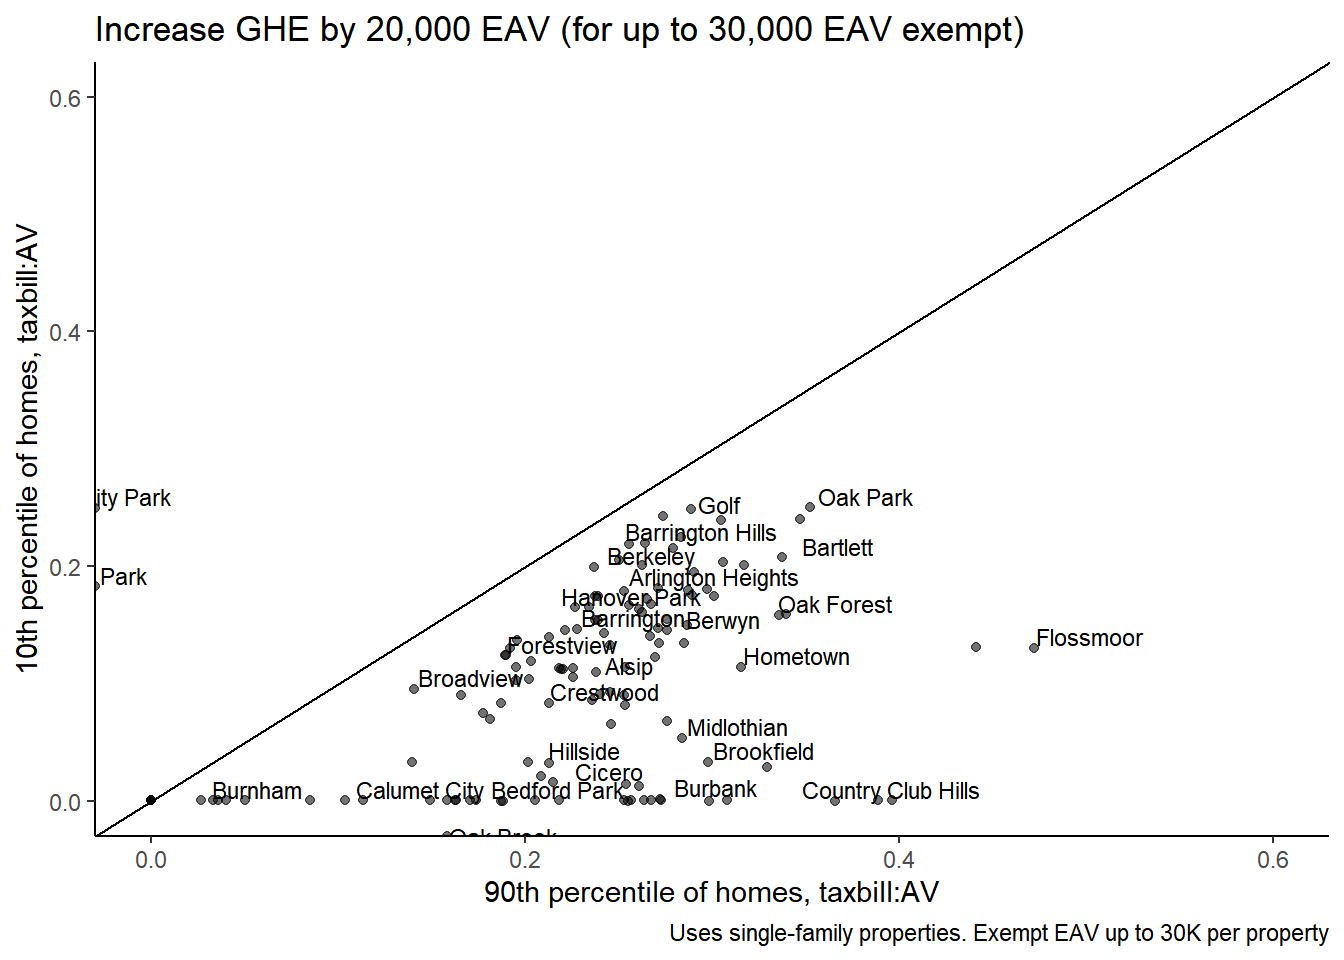 Increase GHE by 20,000 EAV (for up to 30,000 EAV exempt)
10th percentile of homes, taxbill:AV
0.6
0.4
0.2
0.0
ity Park
Golf
Oak Park
Barrington Hills
Bartlett
Berkeley
Park
Arlington Heights
Hanover Park
Oak Forest
Barrington
Berwyn
Flossmoor
Forestview
Hometown
Alsip
Broadview
Crestwood
Midlothian
Hillside
Brookfield
Cicero
Burnham
Calumet City
Bedford Park
Burbank
Country Club Hills
Oak Brook
0.0
0.2
0.4
0.6
90th percentile of homes, taxbill:AV
Uses single-family properties. Exempt EAV up to 30K per property